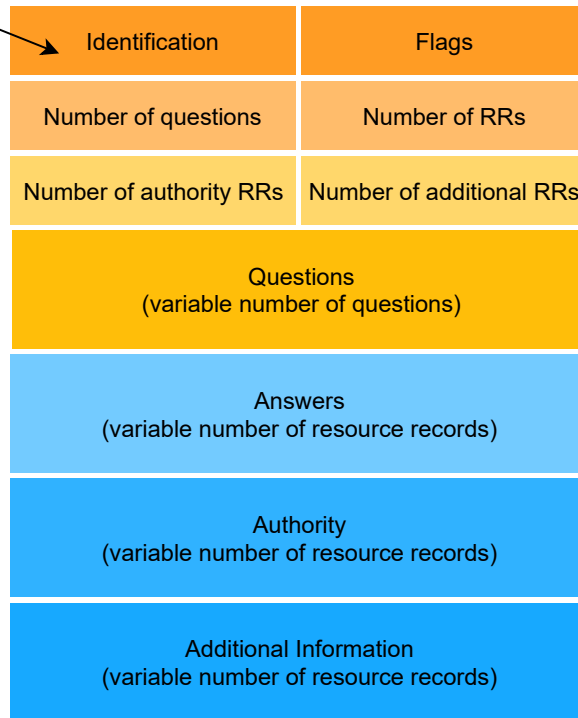 Identification
Flags
Number of questions
Number of RRs
Number of authority RRs
Number of additional RRs
Questions
(variable number of questions)
Answers
(variable number of resource records)
Authority
(variable number of resource records)
Additional Information
(variable number of resource records)